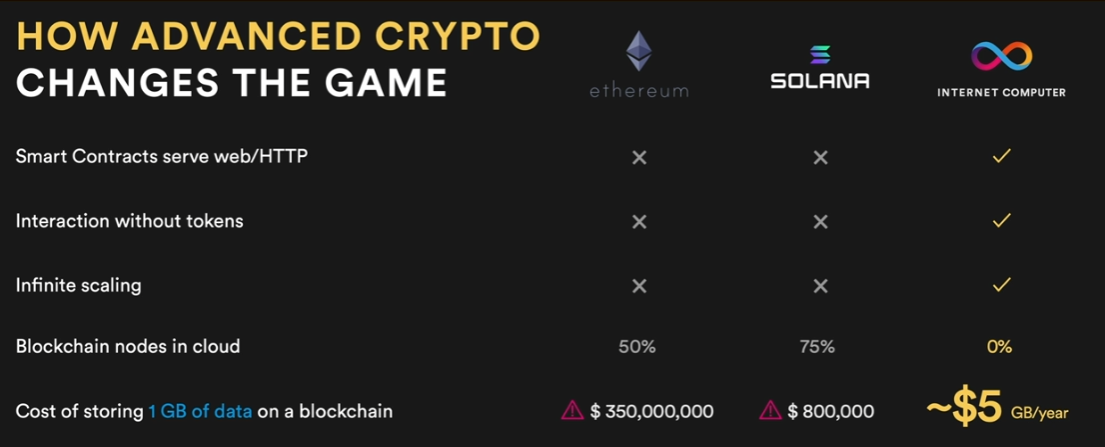 HOW ADVANCED CRYPTO
CHANGES THE GAME
ethereum
SOLANA
INTERNET COMPUTER
Smart Contracts serve web/HTTP
Interaction without tokens
Infinite scaling
Blockchain nodes in cloud 50% 75% 0%
Cost of storing 1 GB of data on a blockchain $ 350,000,000 $ 800,000 ~$5 GB/year